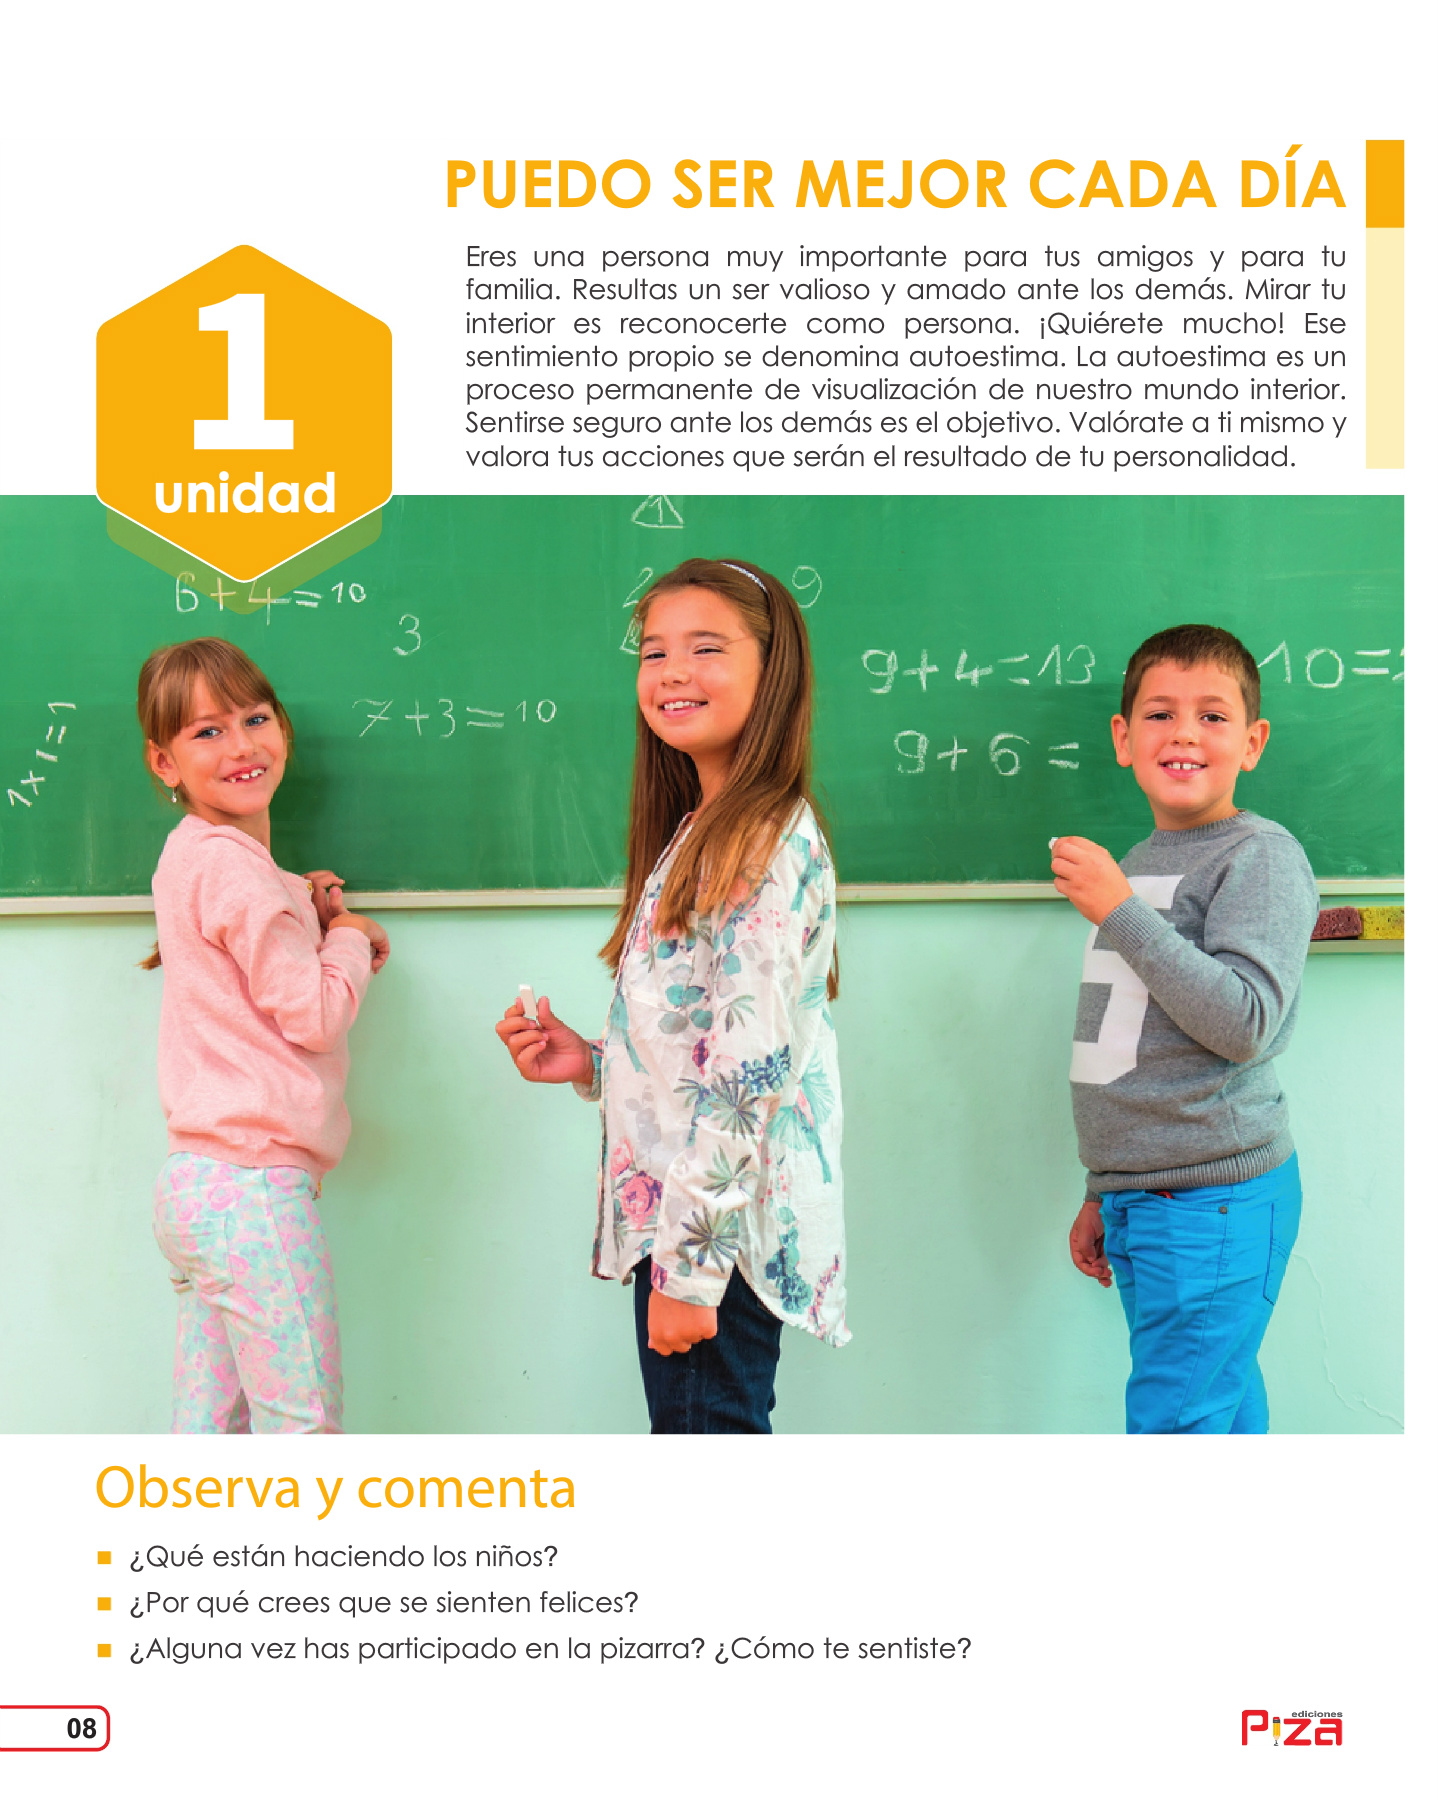 PUEDO SER MEJOR CADA DÍA
Eres una persona muy importante para tus amigos y para tu
familia. Resultas un ser valioso y amado ante los demás. Mirar tu
interior es reconocerte como persona. ¡Quiérete mucho! Ese
sentimiento propio se denomina autoestima. La autoestima es un
proceso permanente de visualización de nuestro mundo interior.
Sentirse seguro ante los demás es el objetivo. Valórate a ti mismo y
valora tus acciones que serán el resultado de tu personalidad.
1
unidad
6+4=10
3
7+3=10
1+1=1
9
9+4=13
10=
9+6=
5
Observa y comenta
¿Qué están haciendo los niños?
¿Por qué crees que se sienten felices?
¿Alguna vez has participado en la pizarra? ¿Cómo te sentiste?
08
ediciones
Piza